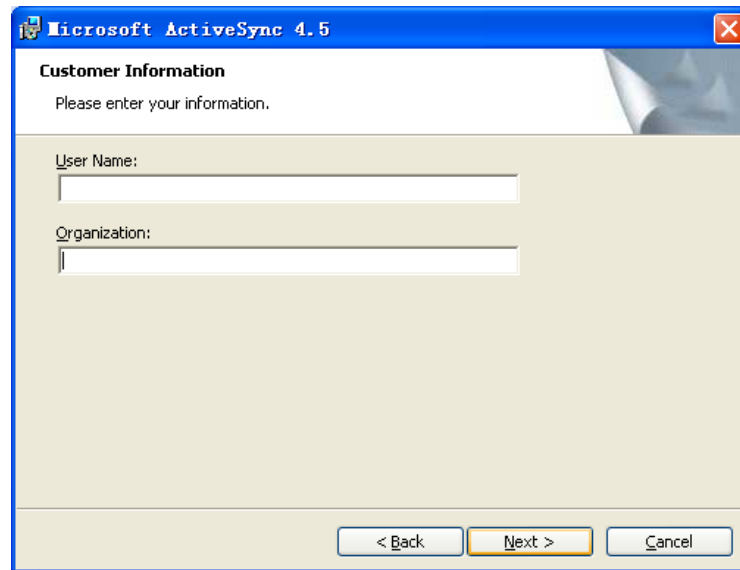 Microsoft ActiveSync 4.5
Customer Information
Please enter your information.
User Name:
Organization:
< Back Next > Cancel